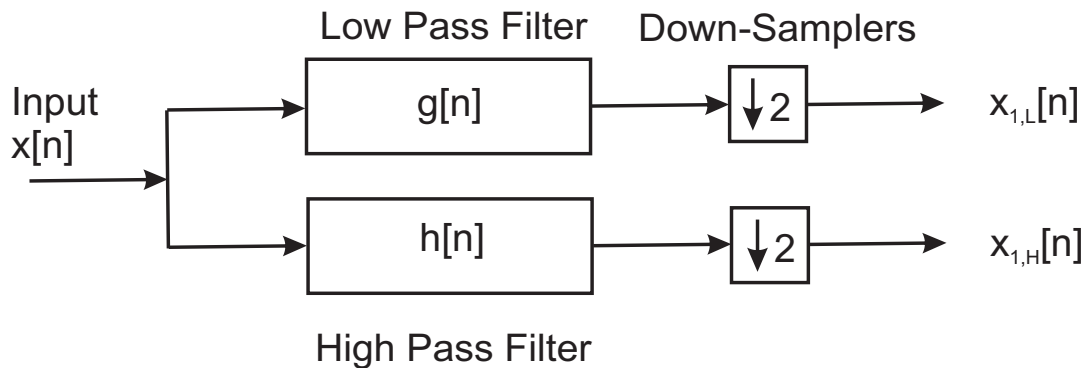 Low Pass Filter
Down-Samplers
Input
x[n]
g[n]
↓2
x₁,L[n]
h[n]
↓2
x₁,H[n]
High Pass Filter